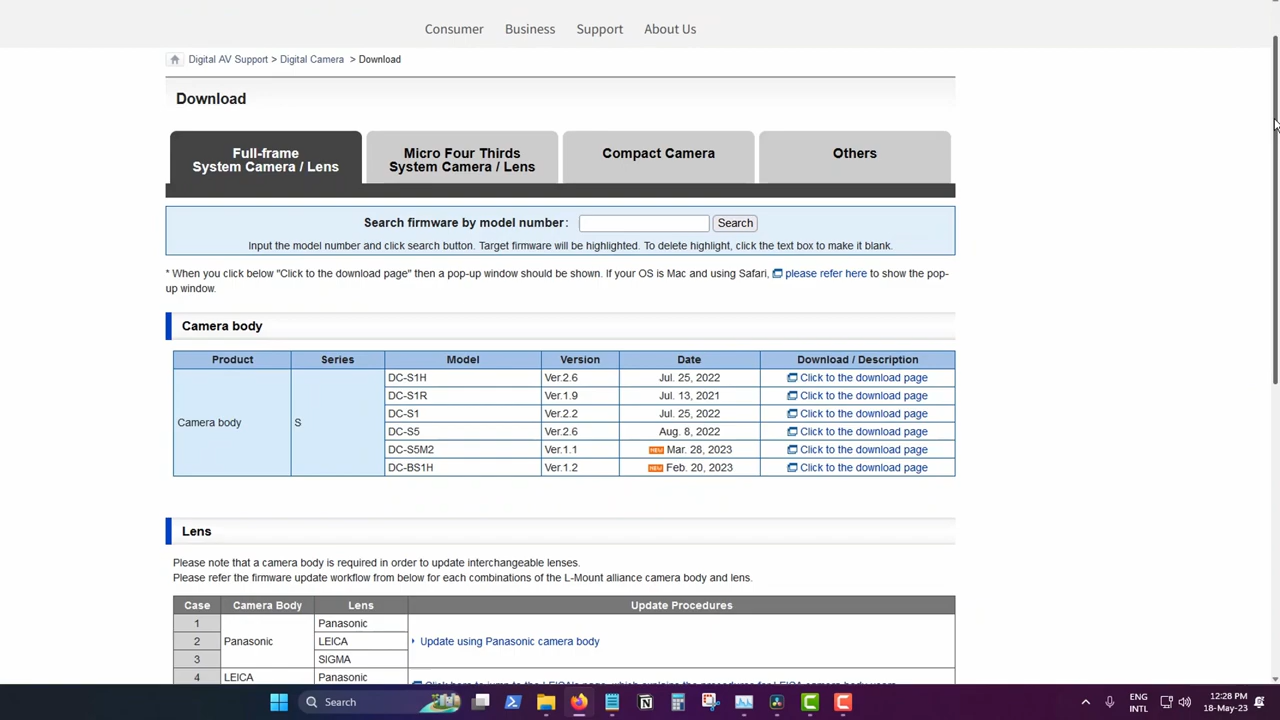 Consumer Business Support About Us
Digital AV Support > Digital Camera > Download
Download
Full-frame System Camera / Lens
Micro Four Thirds System Camera / Lens
Compact Camera
Others
Search firmware by model number: Search
Input the model number and click search button. Target firmware will be highlighted. To delete highlight, click the text box to make it blank.
* When you click below "Click to the download page" then a pop-up window should be shown. If your OS is Mac and using Safari, please refer here to show the pop-
up window.
Camera body
Product Series Model Version Date Download / Description
DC-S1H Ver.2.6 Jul. 25, 2022 Click to the download page
DC-S1R Ver.1.9 Jul. 13, 2021 Click to the download page
DC-S1 Ver.2.2 Jul. 25, 2022 Click to the download page
Camera body S
DC-S5 Ver.2.6 Aug. 8, 2022 Click to the download page
DC-S5M2 Ver.1.1 NEW Mar. 28, 2023 Click to the download page
DC-BS1H Ver.1.2 NEW Feb. 20, 2023 Click to the download page
Lens
Please note that a camera body is required in order to update interchangeable lenses.
Please refer the firmware update workflow from below for each combinations of the L-Mount alliance camera body and lens.
Case Camera Body Lens Update Procedures
1 Panasonic
2 Panasonic LEICA Update using Panasonic camera body
3 SIGMA
4 LEICA Panasonic
Search
ENG
INTL
12:28 PM
18-May-23